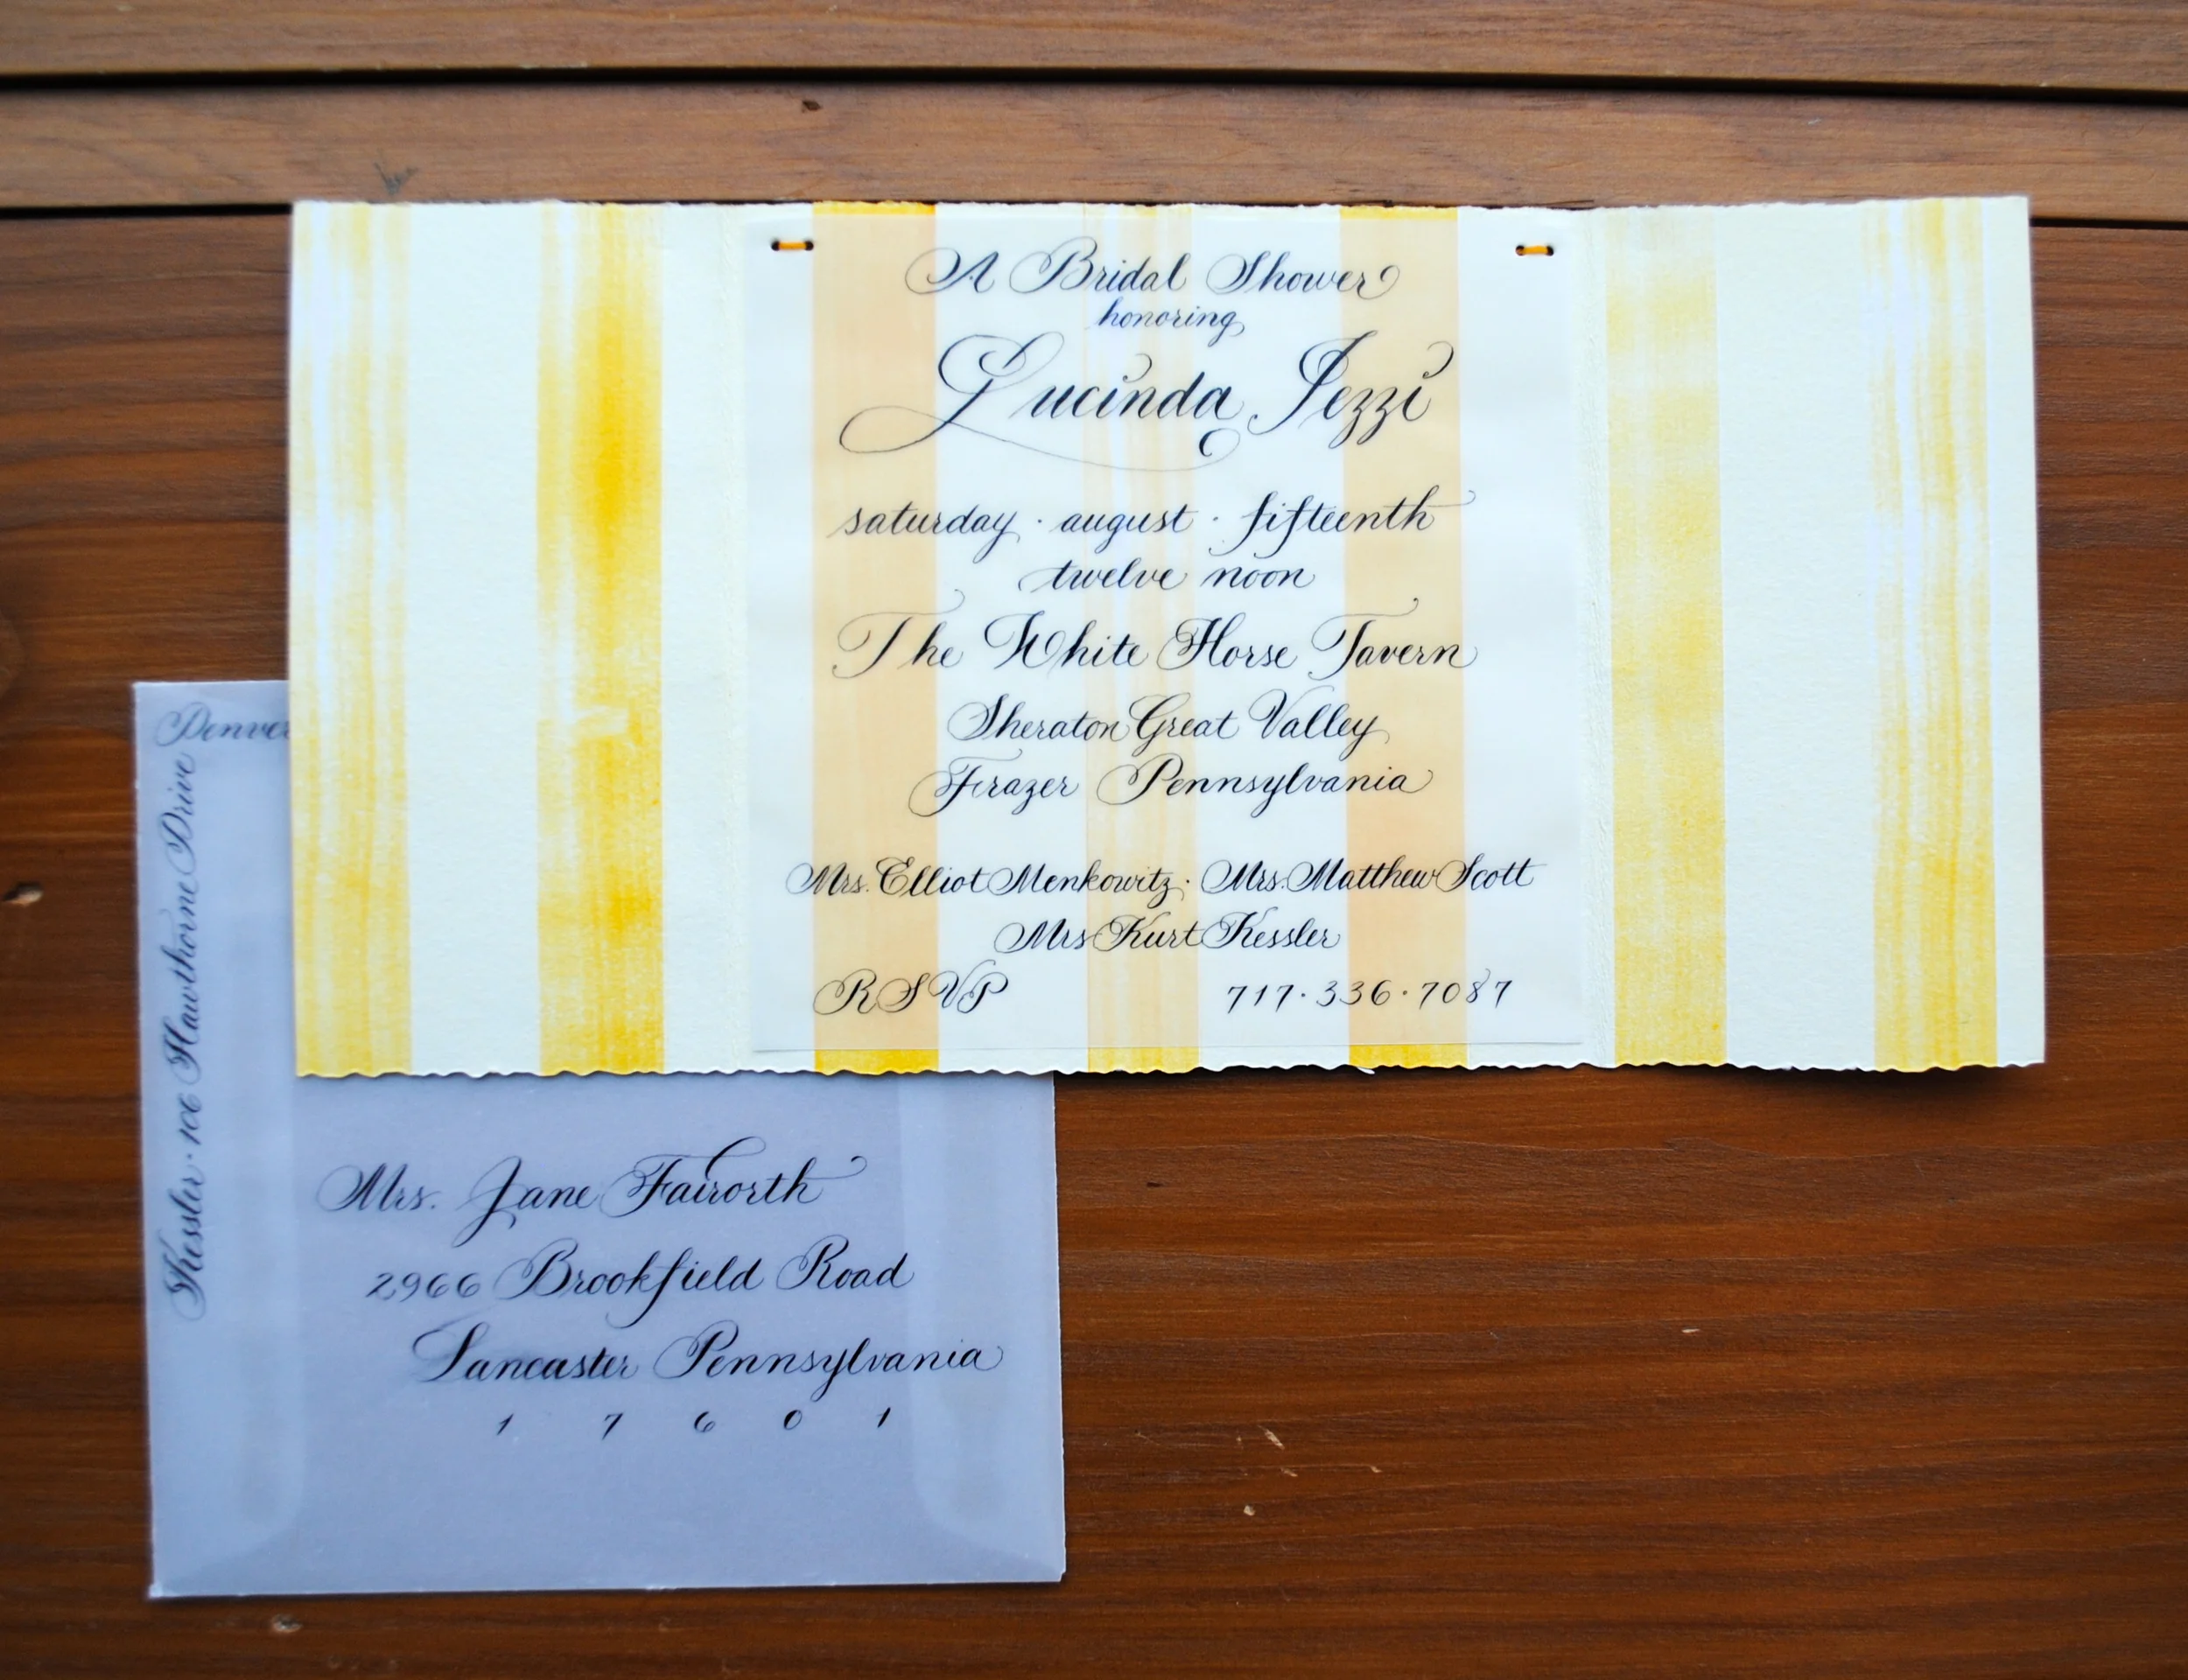 A Bridal Shower
honoring
Lucinda Iezzi
saturday · august · fifteenth
twelve noon
The White Horse Tavern
Sheraton Great Valley
Frazer Pennsylvania
Mrs. Elliot Menkowitz · Mrs. Matthew Scott
Mrs Kurt Kessler
RSVP 717·336·7087
Kessler · 106 Hawthorne Drive
Denver
Mrs. Jane Fairorth
2966 Brookfield Road
Lancaster Pennsylvania
1 7 6 0 1